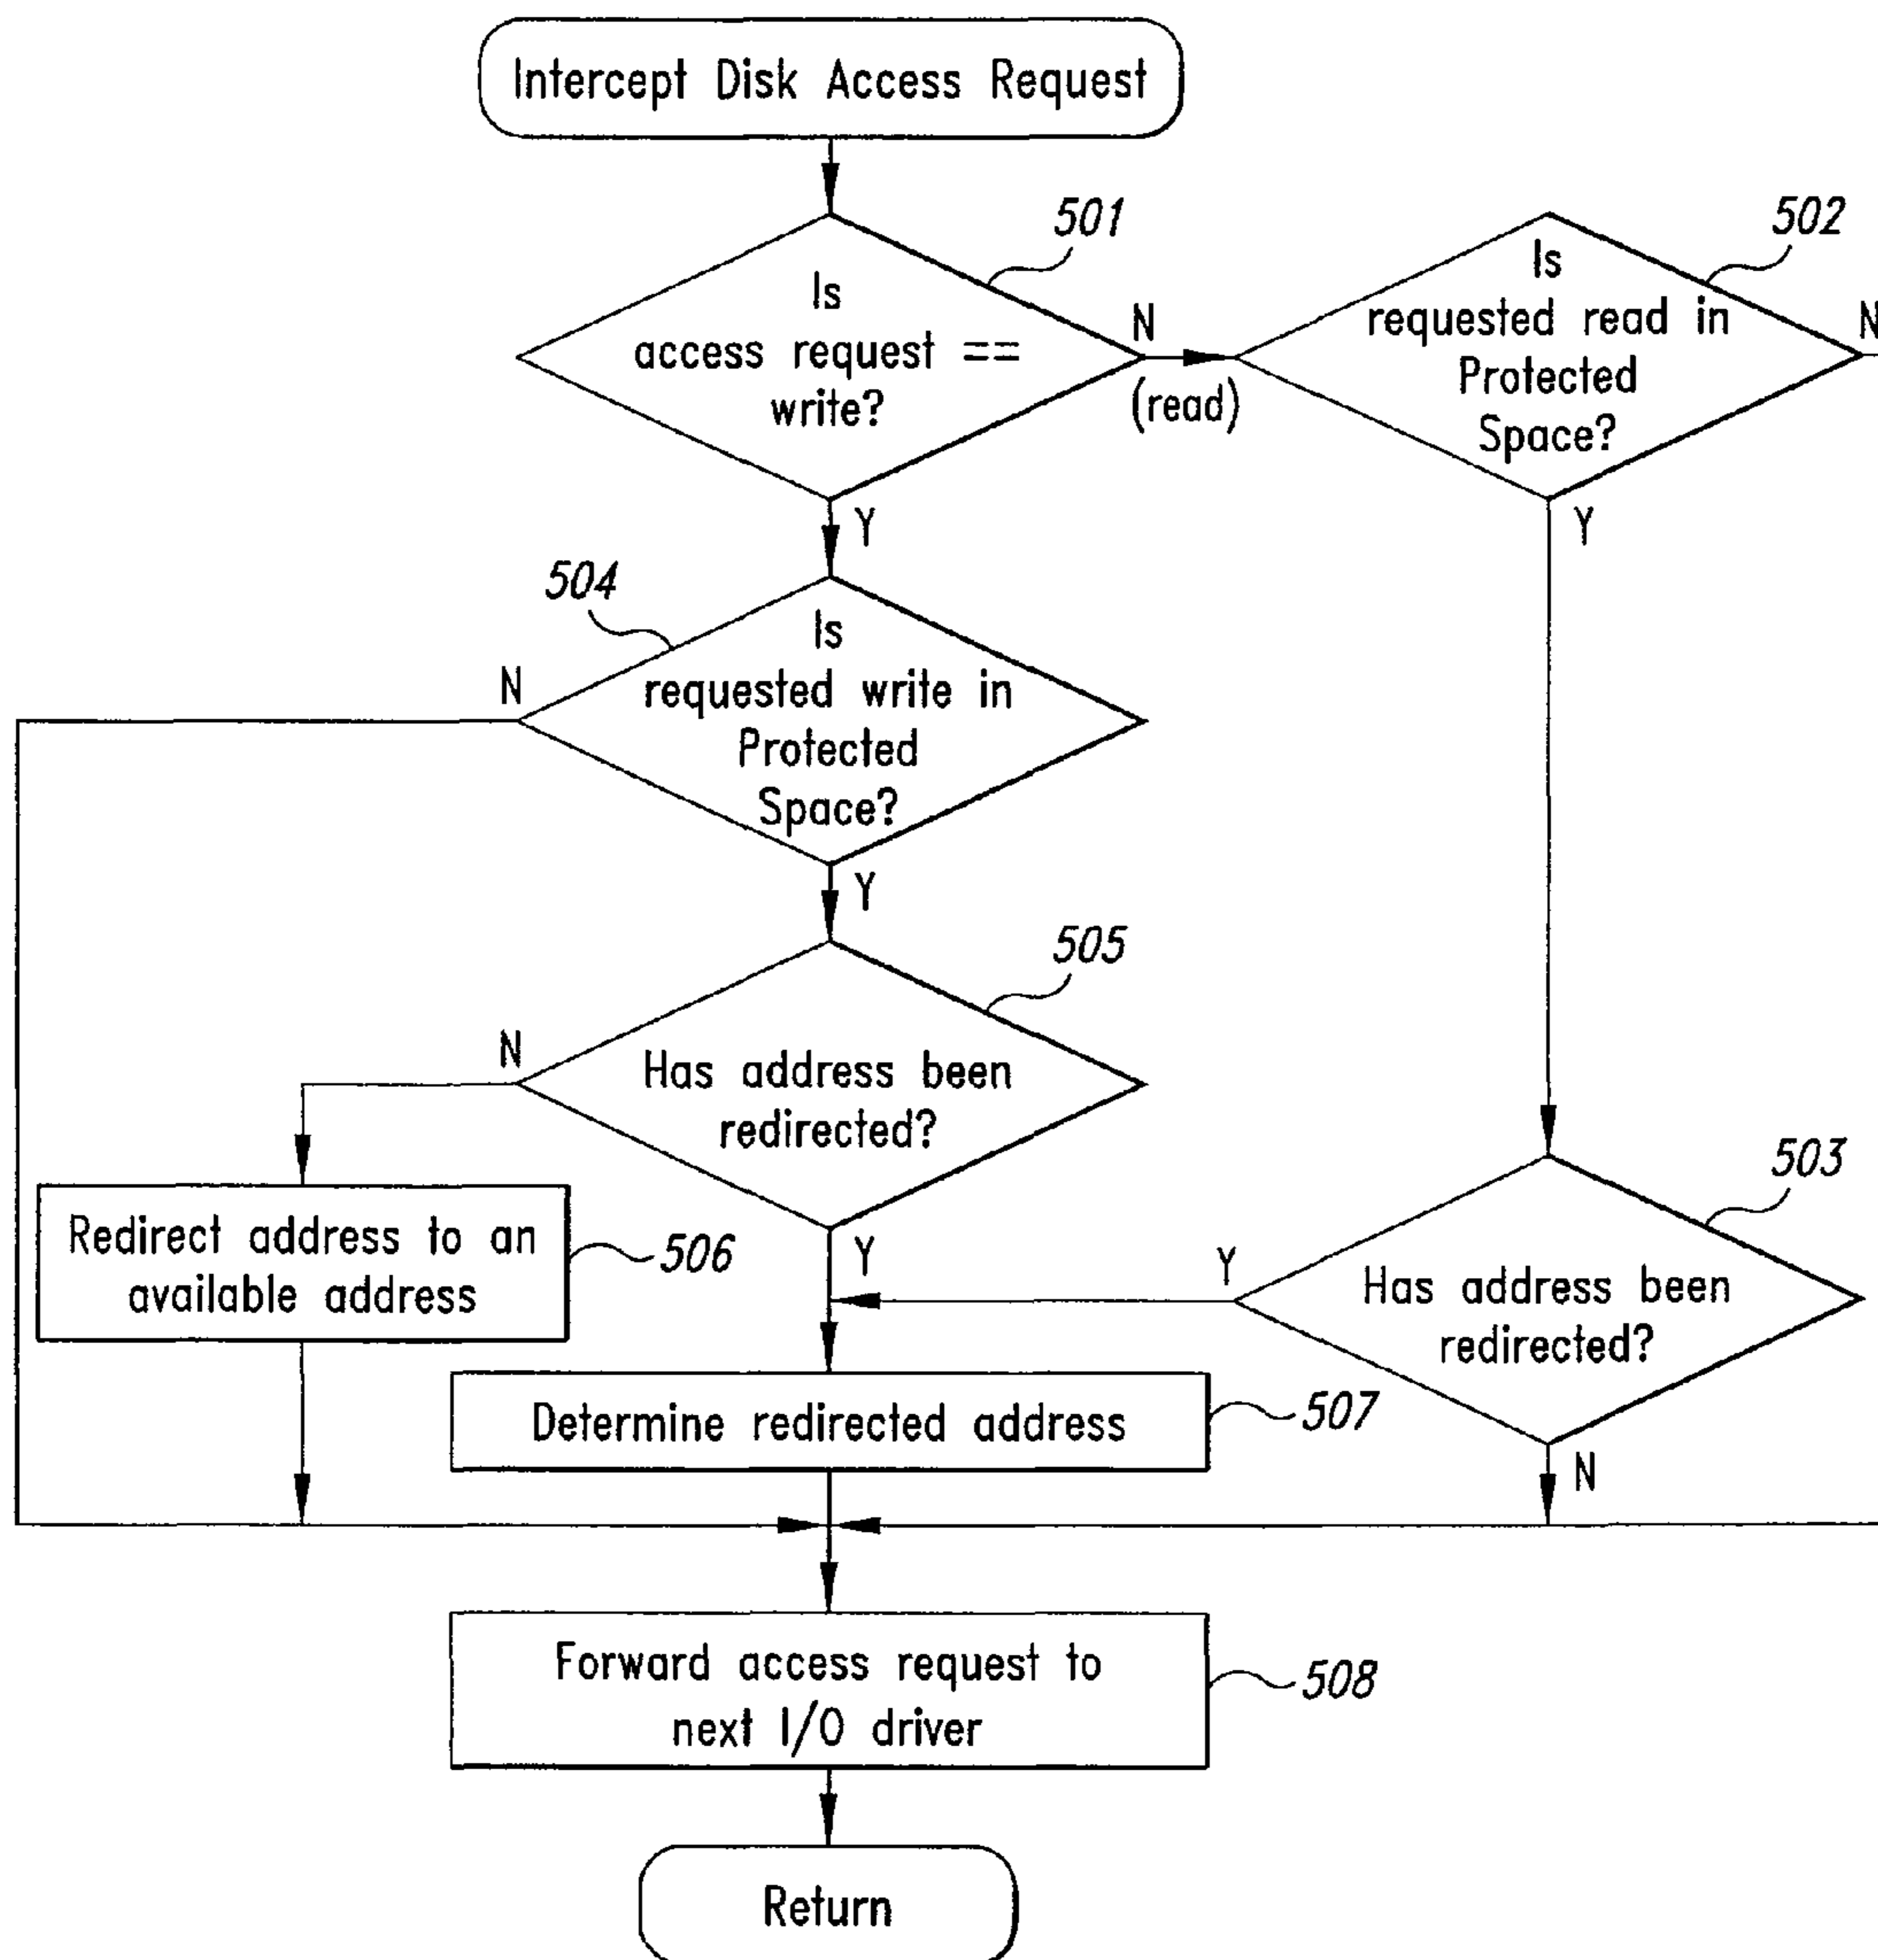 Intercept Disk Access Request
501
Is
access request ==
write?
N
(read)
Y
502
Is
requested read in
Protected
Space?
N
Y
504
Is
requested write in
Protected
Space?
N
Y
505
Has address been
redirected?
N
Y
503
Has address been
redirected?
Y
N
Redirect address to an
available address
506
Determine redirected address
507
Forward access request to
next I/O driver
508
Return